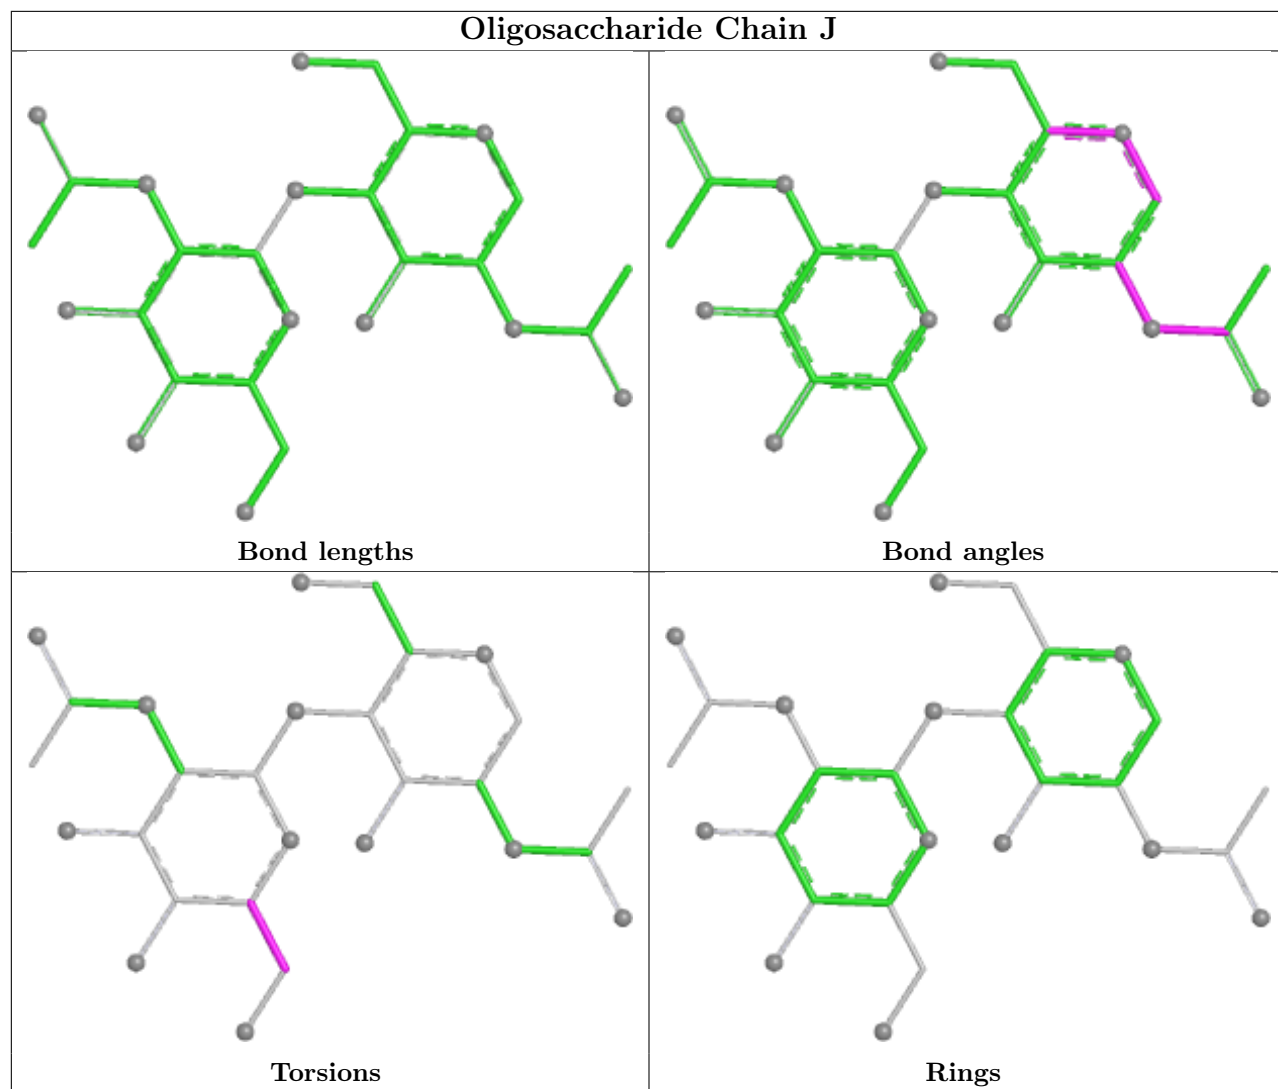 Oligosaccharide Chain J
Bond lengths
Bond angles
Torsions
Rings